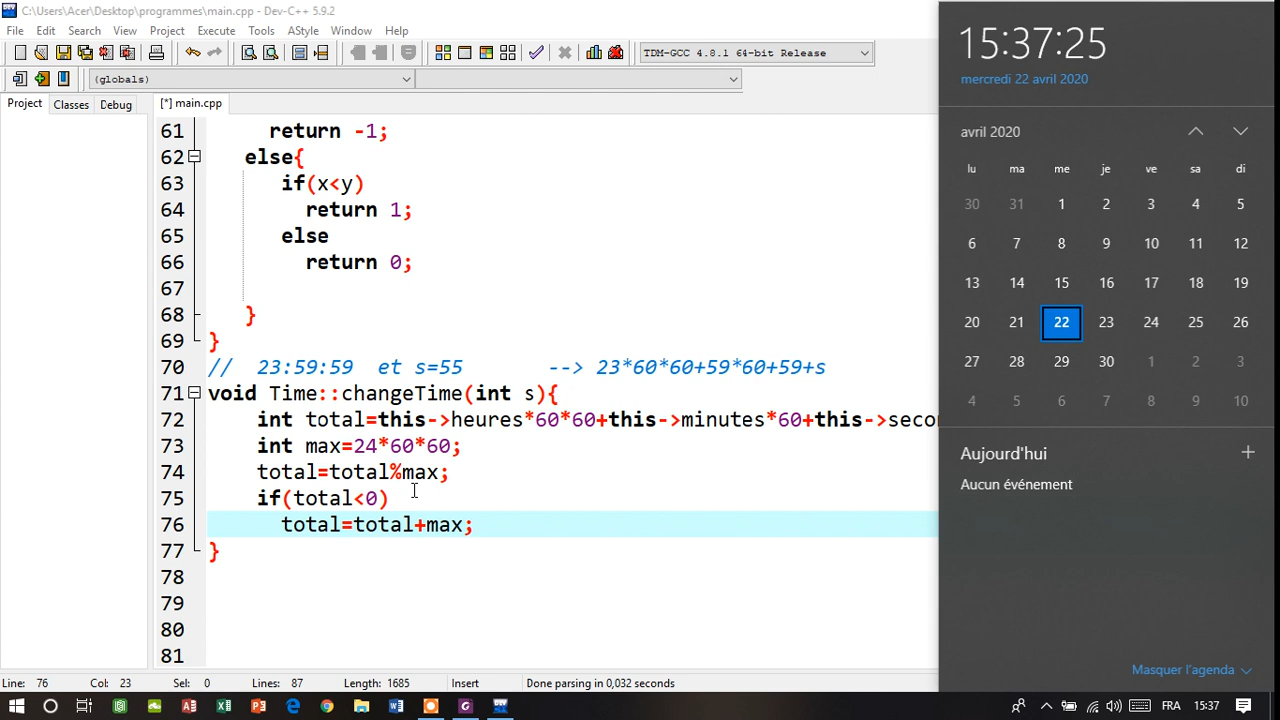 C:\Users\Acer\Desktop\programmes\main.cpp - Dev-C++ 5.9.2
File Edit Search View Project Execute Tools AStyle Window Help
TDM-GCC 4.8.1 64-bit Release
(globals)
Project Classes Debug
[*] main.cpp
61 return -1;
62 else{
63 if(x<y)
64 return 1;
65 else
66 return 0;
67
68 }
69 }
70 // 23:59:59 et s=55 --> 23*60*60+59*60+59+s
71 void Time::changeTime(int s){
72 int total=this->heures*60*60+this->minutes*60+this->secon
73 int max=24*60*60;
74 total=total%max;
75 if(total<0)
76 total=total+max;
77 }
78
79
80
81
Line: 76 Col: 23 Sel: 0 Lines: 87 Length: 1685 Insert Done parsing in 0,032 seconds
15:37:25
mercredi 22 avril 2020
avril 2020
lu ma me je ve sa di
30 31 1 2 3 4 5
6 7 8 9 10 11 12
13 14 15 16 17 18 19
20 21 22 23 24 25 26
27 28 29 30 1 2 3
4 5 6 7 8 9 10
Aujourd'hui
Aucun événement
Masquer l'agenda
FRA 15:37